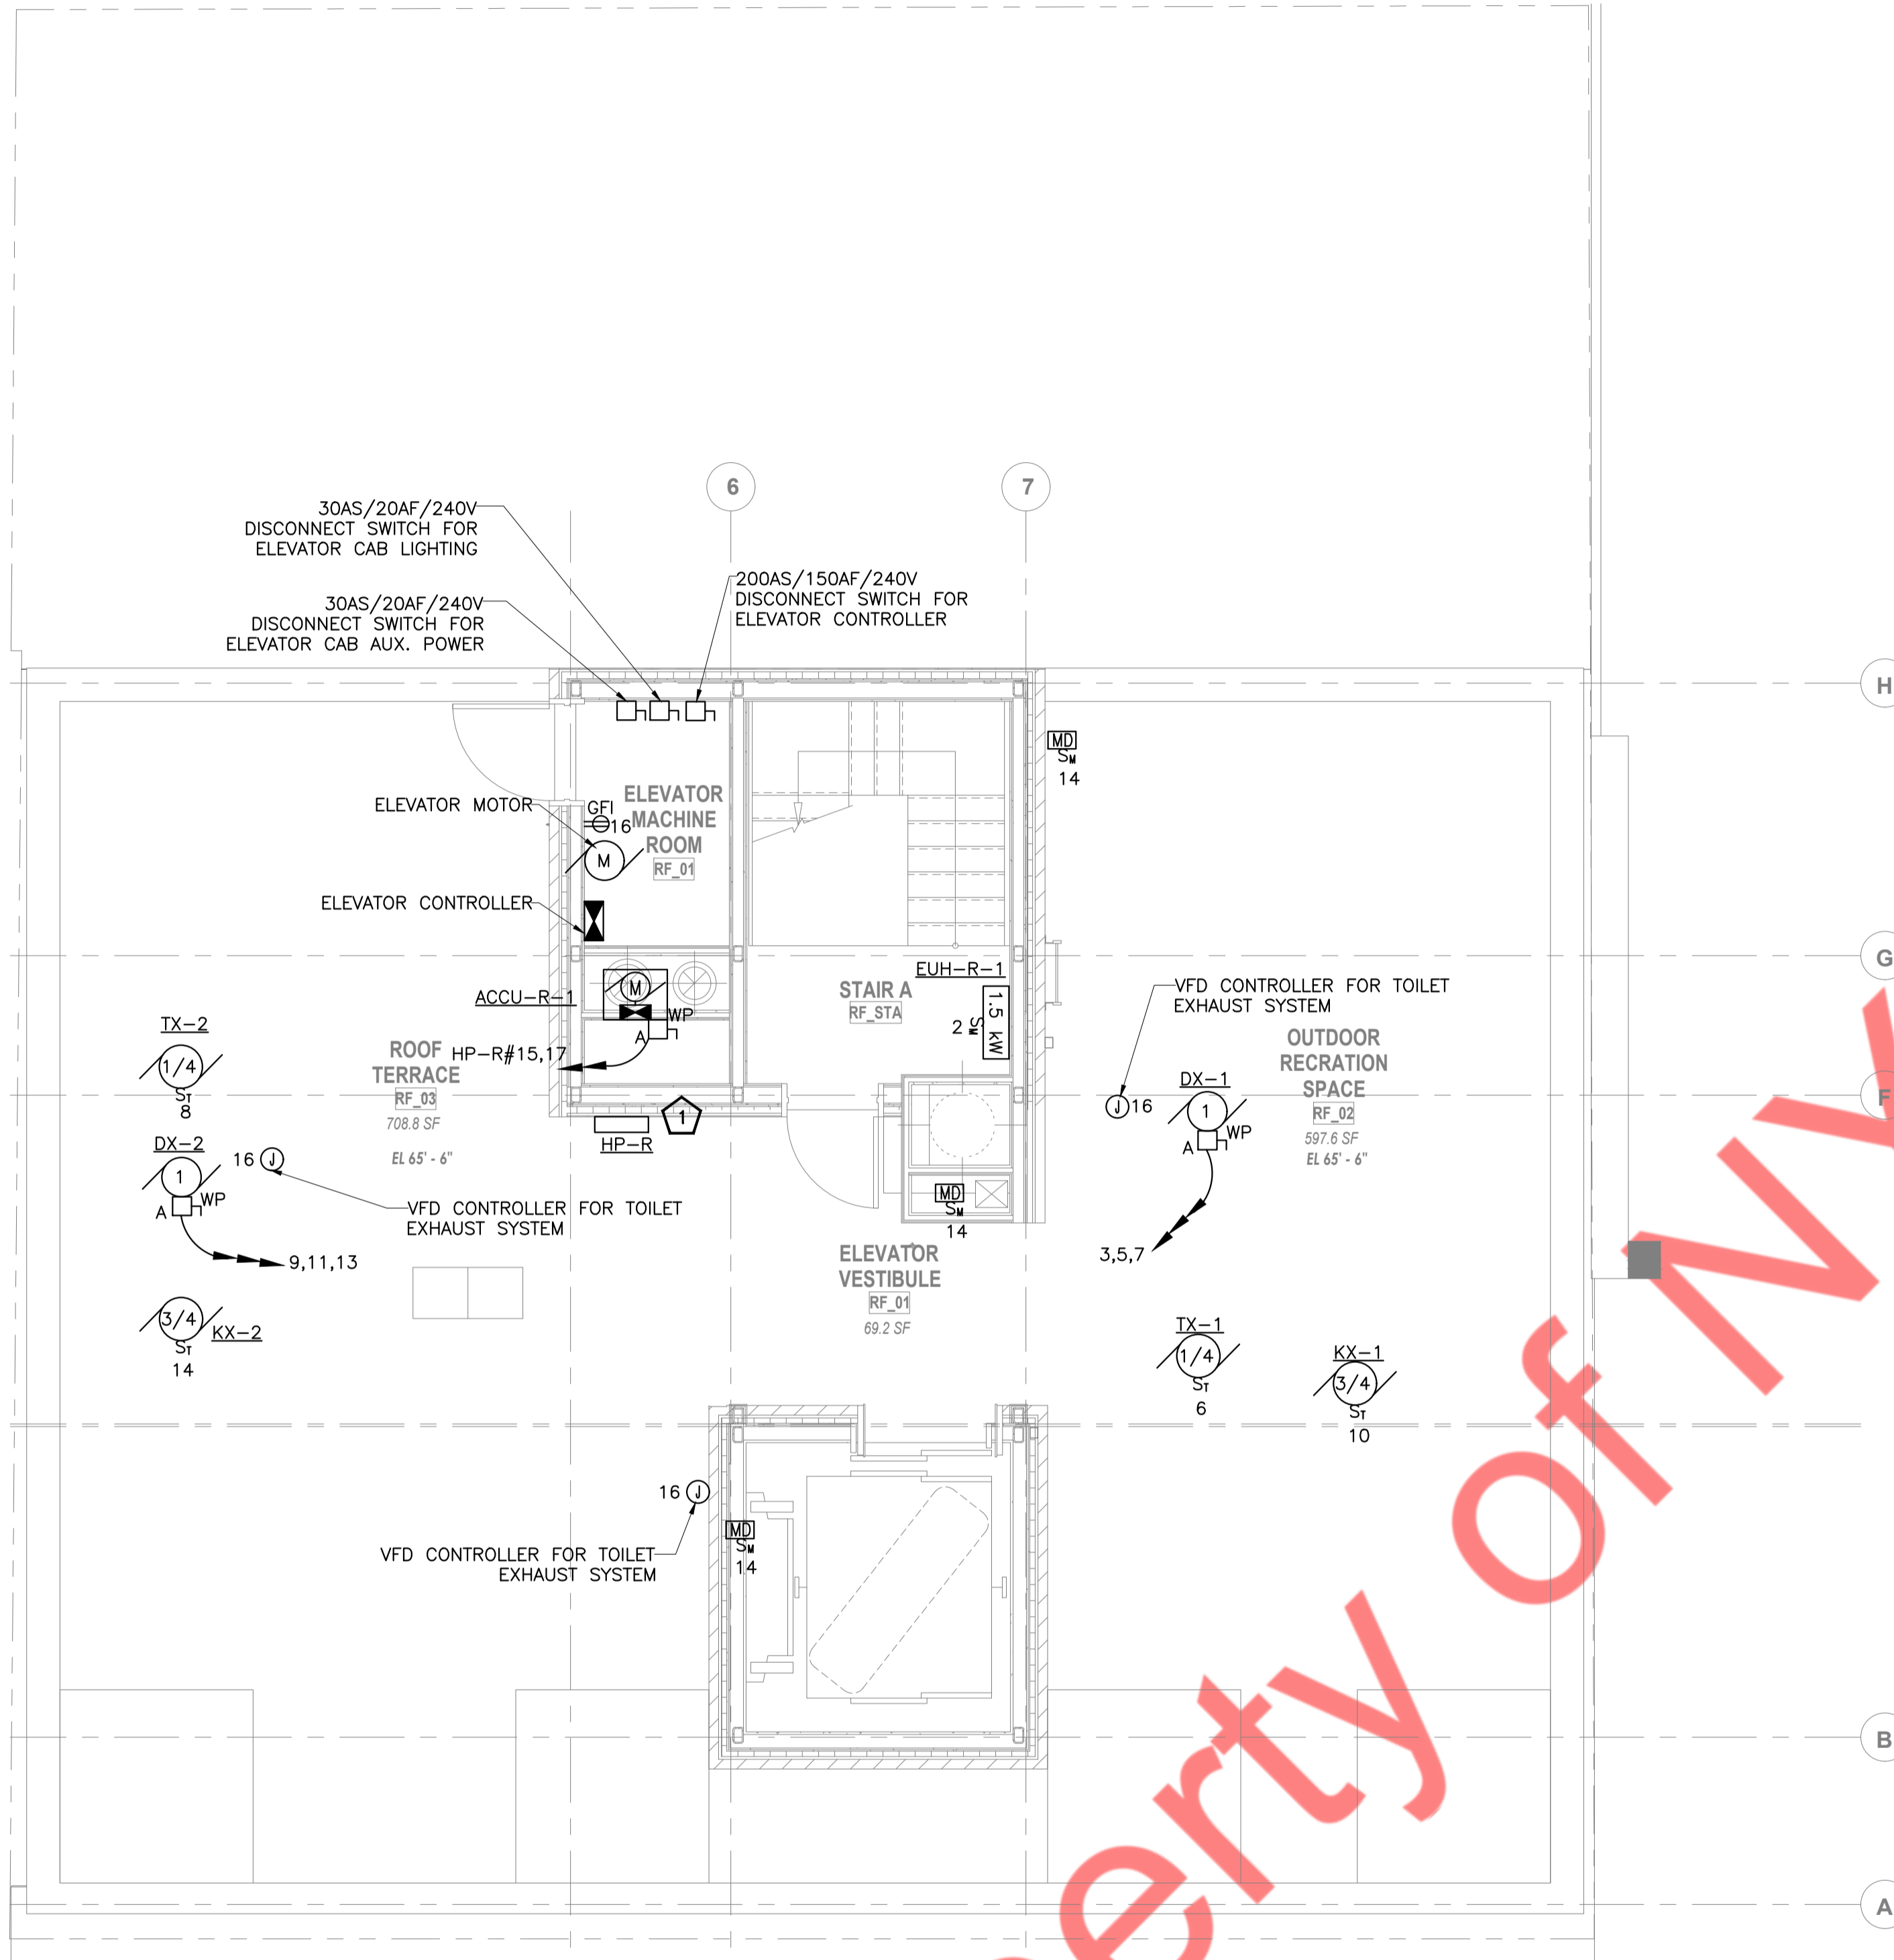 6
7
30AS/20AF/240V
DISCONNECT SWITCH FOR
ELEVATOR CAB LIGHTING
200AS/150AF/240V
DISCONNECT SWITCH FOR
ELEVATOR CONTROLLER
30AS/20AF/240V
DISCONNECT SWITCH FOR
ELEVATOR CAB AUX. POWER
H
MD
SM
14
ELEVATOR MOTOR
GFI
16
ELEVATOR
MACHINE
ROOM
RF_01
M
ELEVATOR CONTROLLER
G
EUH-R-1
1.5 kW
SM
2
STAIR A
RF_STA
ACCU-R-1
M
WP
A
HP-R#15,17
VFD CONTROLLER FOR TOILET
EXHAUST SYSTEM
J 16
OUTDOOR
RECRATION
SPACE
RF_02
597.6 SF
EL 65' - 6"
TX-2
1/4
ST
8
ROOF
TERRACE
RF_03
708.8 SF
EL 65' - 6"
DX-1
1
WP
A
3,5,7
F
1
HP-R
DX-2
1
WP
A
9,11,13
16 J
VFD CONTROLLER FOR TOILET
EXHAUST SYSTEM
MD
SM
14
ELEVATOR
VESTIBULE
RF_01
69.2 SF
3/4
KX-2
ST
14
TX-1
1/4
ST
6
KX-1
3/4
ST
10
16 J
MD
SM
14
VFD CONTROLLER FOR TOILET
EXHAUST SYSTEM
B
A
erty of NY